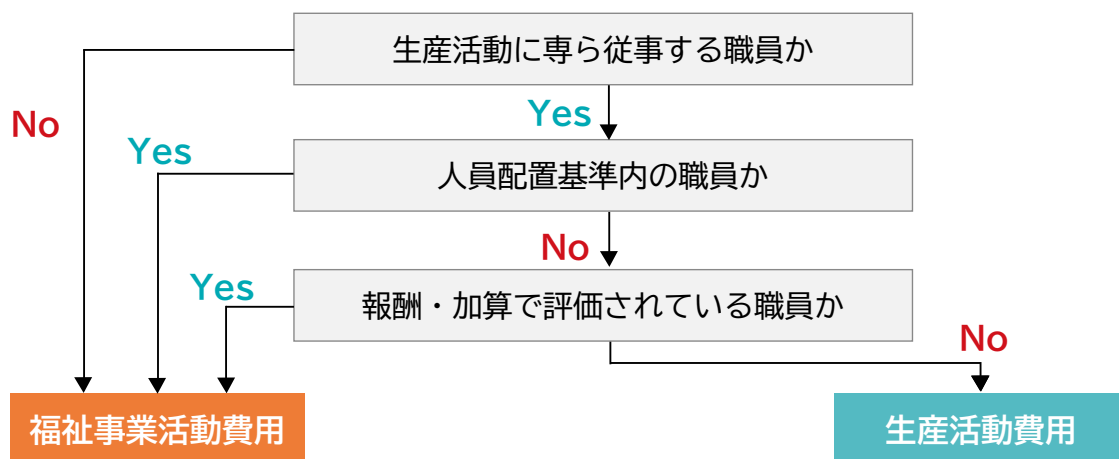 生産活動に専ら従事する職員か
No
Yes
Yes
人員配置基準内の職員か
No
Yes
報酬・加算で評価されている職員か
No
福祉事業活動費用
生産活動費用